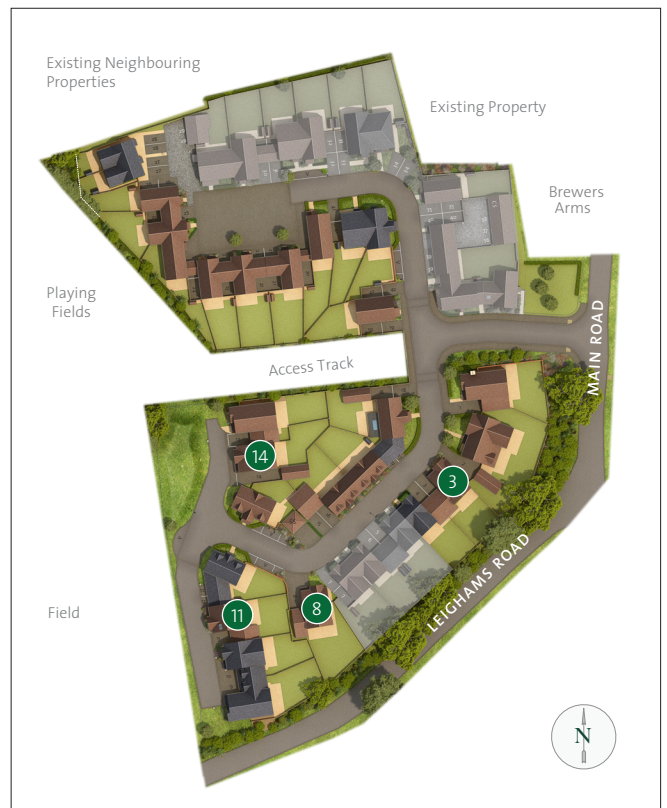 Existing Neighbouring
Properties
Existing Property
Brewers
Arms
Playing
Fields
MAIN ROAD
Access Track
14
3
LEIGHAMS ROAD
Field
11
8
N